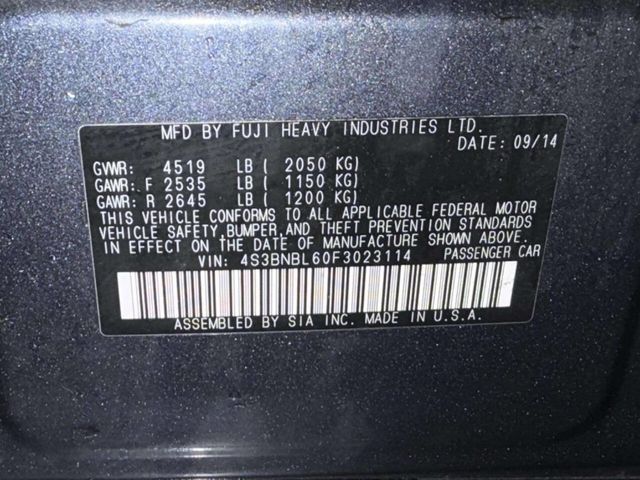 MFD BY FUJI HEAVY INDUSTRIES LTD.
DATE: 09/14
GVWR: 4519 LB ( 2050 KG)
GAWR: F 2535 LB ( 1150 KG)
GAWR: R 2645 LB ( 1200 KG)
THIS VEHICLE CONFORMS TO ALL APPLICABLE FEDERAL MOTOR
VEHICLE SAFETY, BUMPER, AND THEFT PREVENTION STANDARDS
IN EFFECT ON THE DATE OF MANUFACTURE SHOWN ABOVE.
VIN: 4S3BNBL60F3023114 PASSENGER CAR
ASSEMBLED BY SIA INC. MADE IN U.S.A.